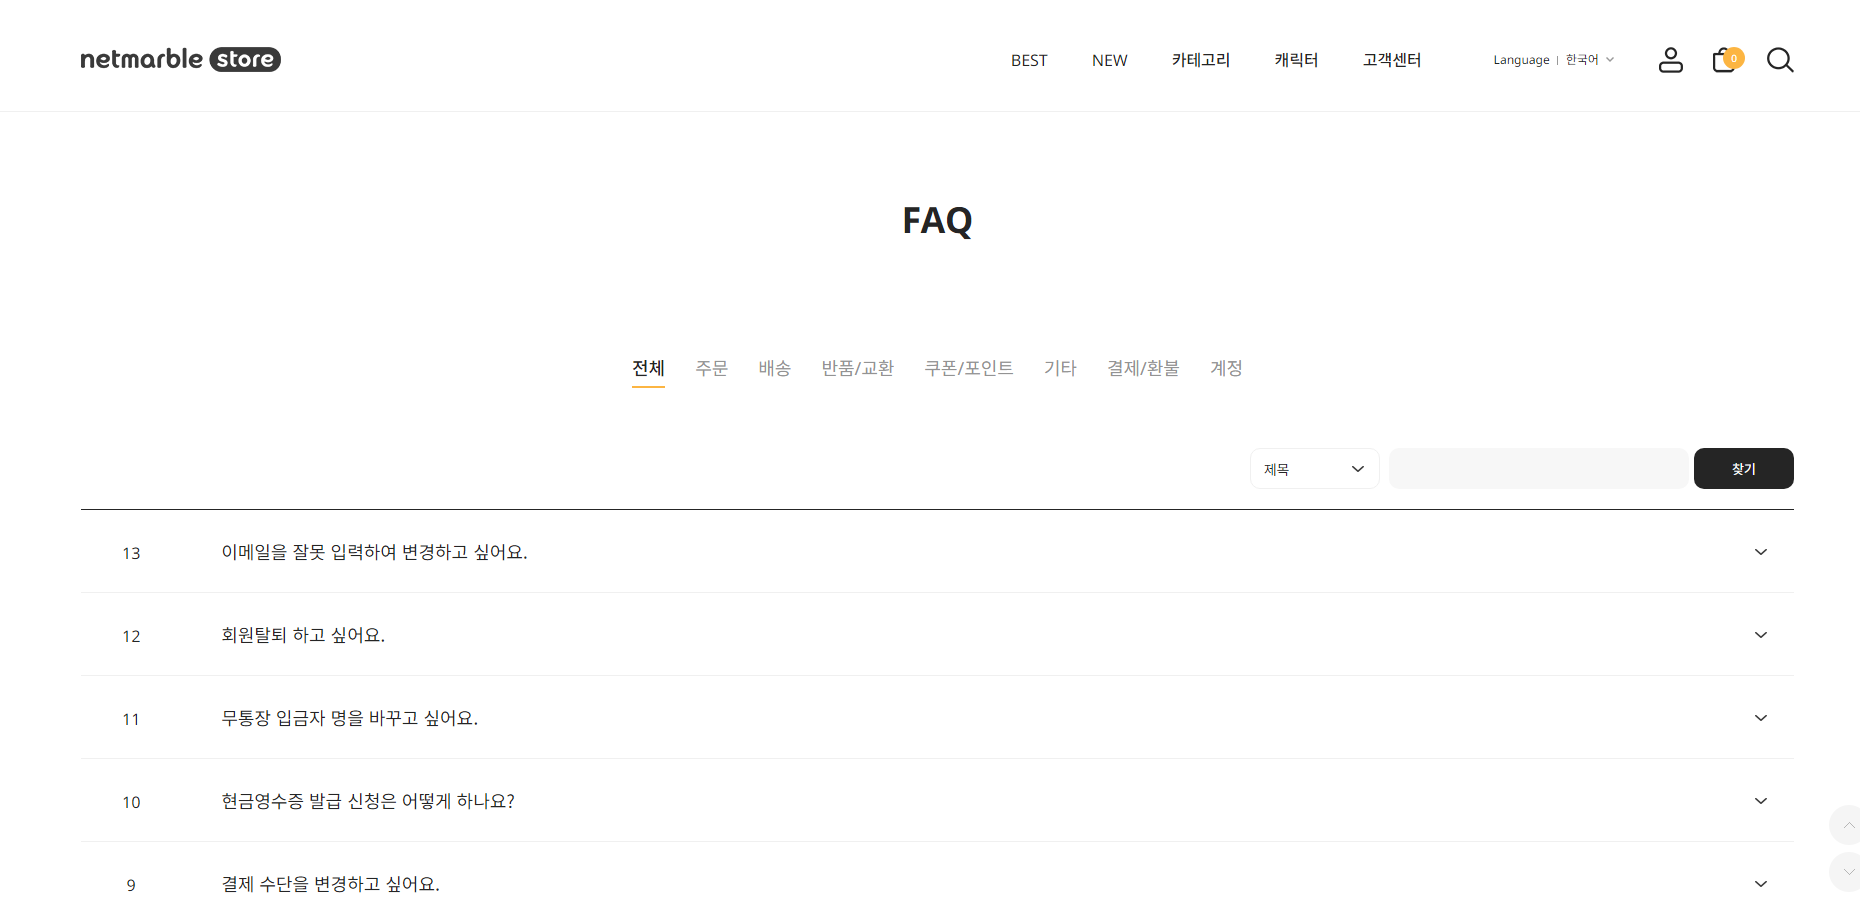 netmarble store
BEST NEW 카테고리 캐릭터 고객센터 Language 한국어 0
FAQ
전체 주문 배송 반품/교환 쿠폰/포인트 기타 결제/환불 계정
제목 찾기
13 이메일을 잘못 입력하여 변경하고 싶어요.
12 회원탈퇴 하고 싶어요.
11 무통장 입금자 명을 바꾸고 싶어요.
10 현금영수증 발급 신청은 어떻게 하나요?
9 결제 수단을 변경하고 싶어요.